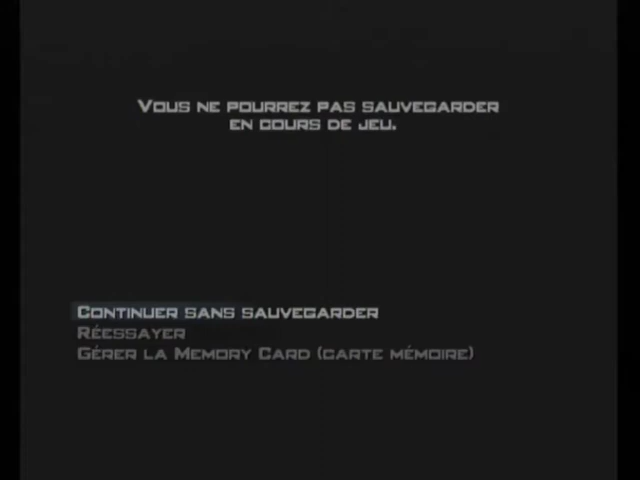 Vous ne pourrez pas sauvegarder
en cours de jeu.
Continuer sans sauvegarder
Réessayer
Gérer la Memory Card (carte mémoire)